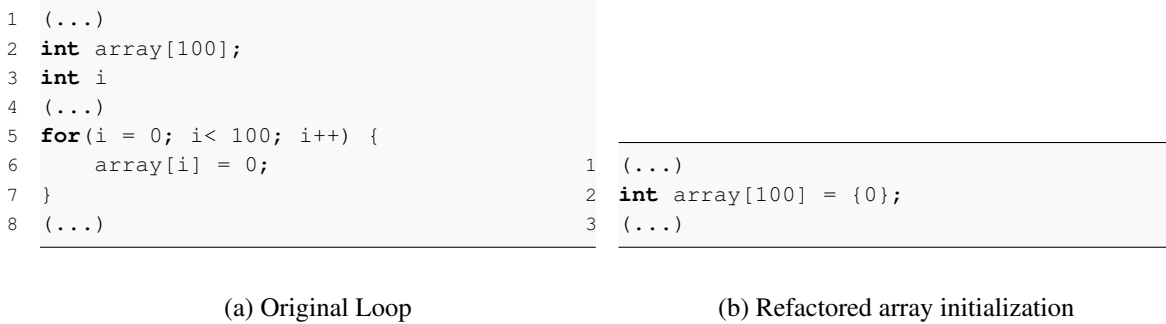 1 (...)
2 int array[100];
3 int i
4 (...)
5 for(i = 0; i< 100; i++) {
6     array[i] = 0;
7 }
8 (...)
(a) Original Loop
1 (...)
2 int array[100] = {0};
3 (...)
(b) Refactored array initialization